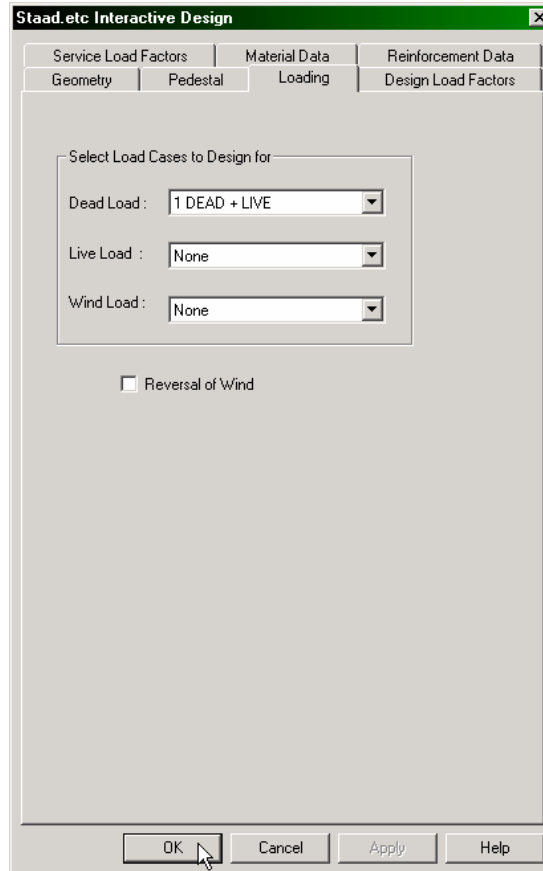 Staad.etc Interactive Design
Service Load Factors Material Data Reinforcement Data
Geometry Pedestal Loading Design Load Factors
Select Load Cases to Design for
Dead Load : 1 DEAD + LIVE
Live Load : None
Wind Load : None
Reversal of Wind
OK Cancel Apply Help